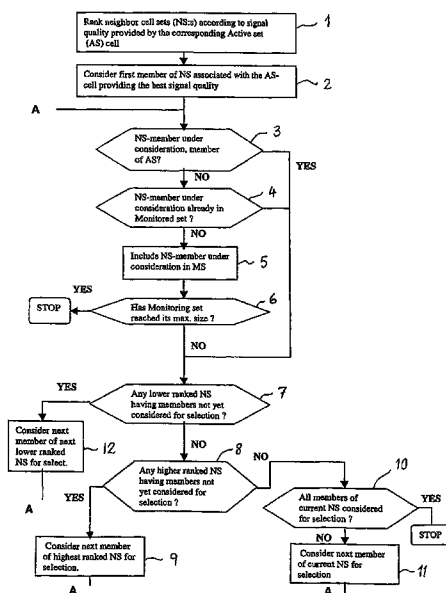 Rank neighbor cell sets (NS:s) according to signal
quality provided by the corresponding Active set
(AS) cell
1
Consider first member of NS associated with the AS-
cell providing the best signal quality
2
A
NS-member under
consideration, member
of AS?
3
YES
NO
NS-member under
consideration already in
Monitored set ?
4
NO
Include NS-member under
consideration in MS
5
YES
STOP
Has Monitoring set
reached its max. size ?
6
NO
YES
Any lower ranked NS
having memebers not yet
considered for selection ?
7
Consider next
member of next
lower ranked
NS for select.
12
NO
A
YES
Any higher ranked NS
having members not
yet considered for
selection ?
8
NO
All members of
current NS considered
for selection ?
10
YES
STOP
Consider next member
of highest ranked NS for
selection.
9
NO
Consider next member
of current NS for
selection
11
A
A